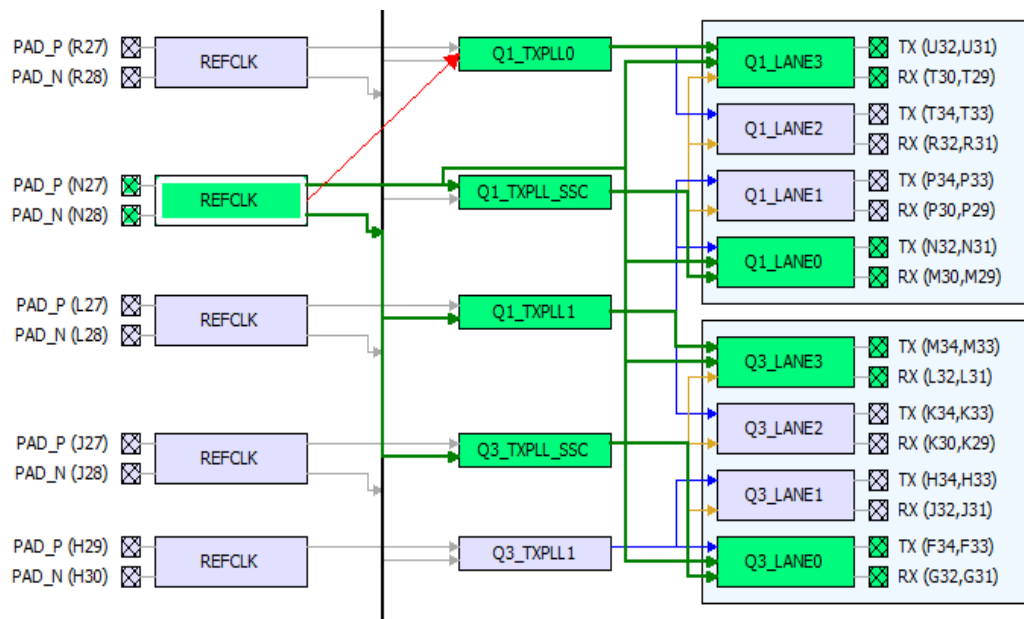 PAD_P (R27)
PAD_N (R28)
REFCLK
Q1_TXPLL0
Q1_LANE3
TX (U32,U31)
RX (T30,T29)
Q1_LANE2
TX (T34,T33)
RX (R32,R31)
PAD_P (N27)
PAD_N (N28)
REFCLK
Q1_TXPLL_SSC
Q1_LANE1
TX (P34,P33)
RX (P30,P29)
Q1_LANE0
TX (N32,N31)
RX (M30,M29)
PAD_P (L27)
PAD_N (L28)
REFCLK
Q1_TXPLL1
Q3_LANE3
TX (M34,M33)
RX (L32,L31)
Q3_LANE2
TX (K34,K33)
RX (K30,K29)
PAD_P (J27)
PAD_N (J28)
REFCLK
Q3_TXPLL_SSC
Q3_LANE1
TX (H34,H33)
RX (J32,J31)
PAD_P (H29)
PAD_N (H30)
REFCLK
Q3_TXPLL1
Q3_LANE0
TX (F34,F33)
RX (G32,G31)